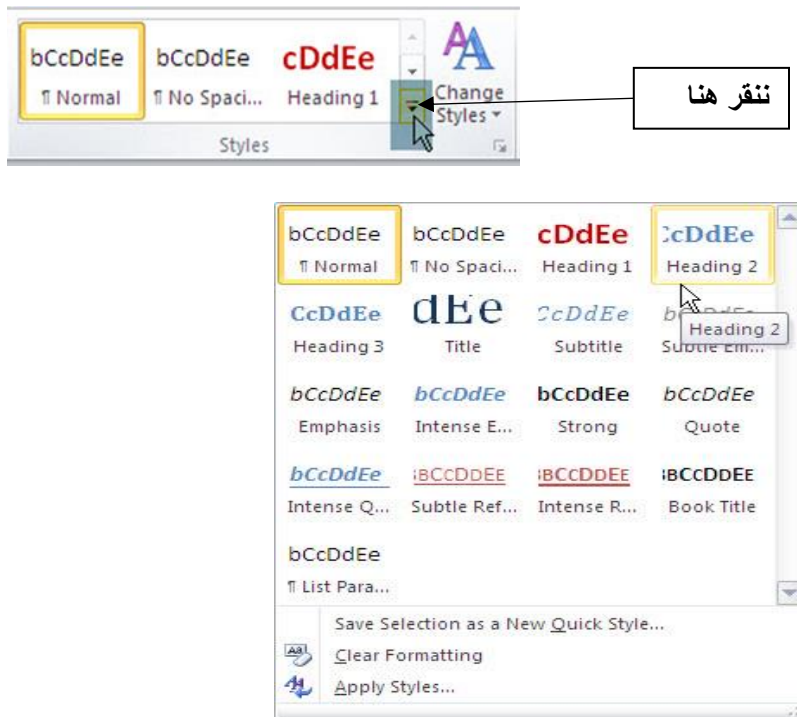 bCcDdEe bCcDdEe cDdEe
¶ Normal ¶ No Spaci... Heading 1 Change
Styles
Styles
ننقر هنا
bCcDdEe bCcDdEe cDdEe CcDdEe
¶ Normal ¶ No Spaci... Heading 1 Heading 2
CcDdEe dEe CcDdEe
Heading 2
Heading 3 Title Subtitle Subtle Em...
bCcDdEe bCcDdEe bCcDdEe bCcDdEe
Emphasis Intense E... Strong Quote
bCcDdEe BCCDDEE BCCDDEE BCCDDEE
Intense Q... Subtle Ref... Intense R... Book Title
bCcDdEe
¶ List Para...
Save Selection as a New Quick Style...
Clear Formatting
Apply Styles...